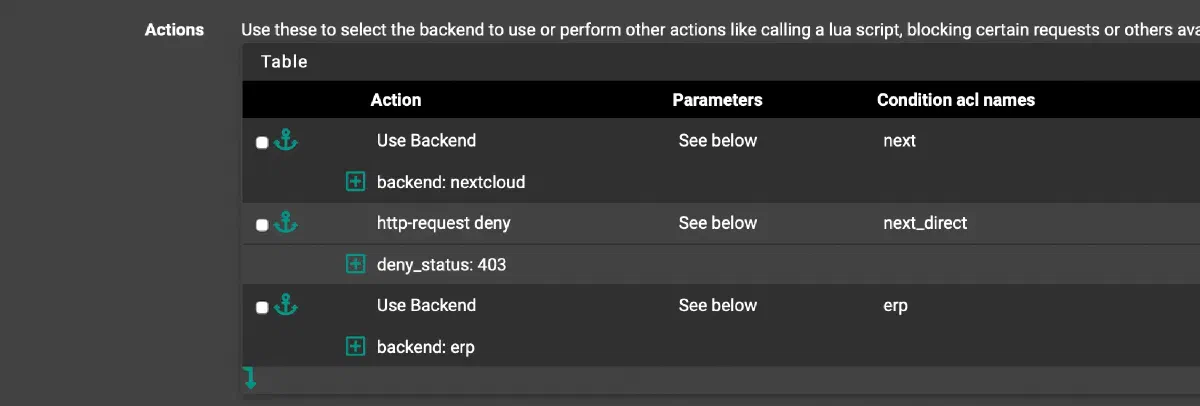 Actions Use these to select the backend to use or perform other actions like calling a lua script, blocking certain requests or others
Table
Action Parameters Condition acl names
Use Backend See below next
backend: nextcloud
http-request deny See below next_direct
deny_status: 403
Use Backend See below erp
backend: erp